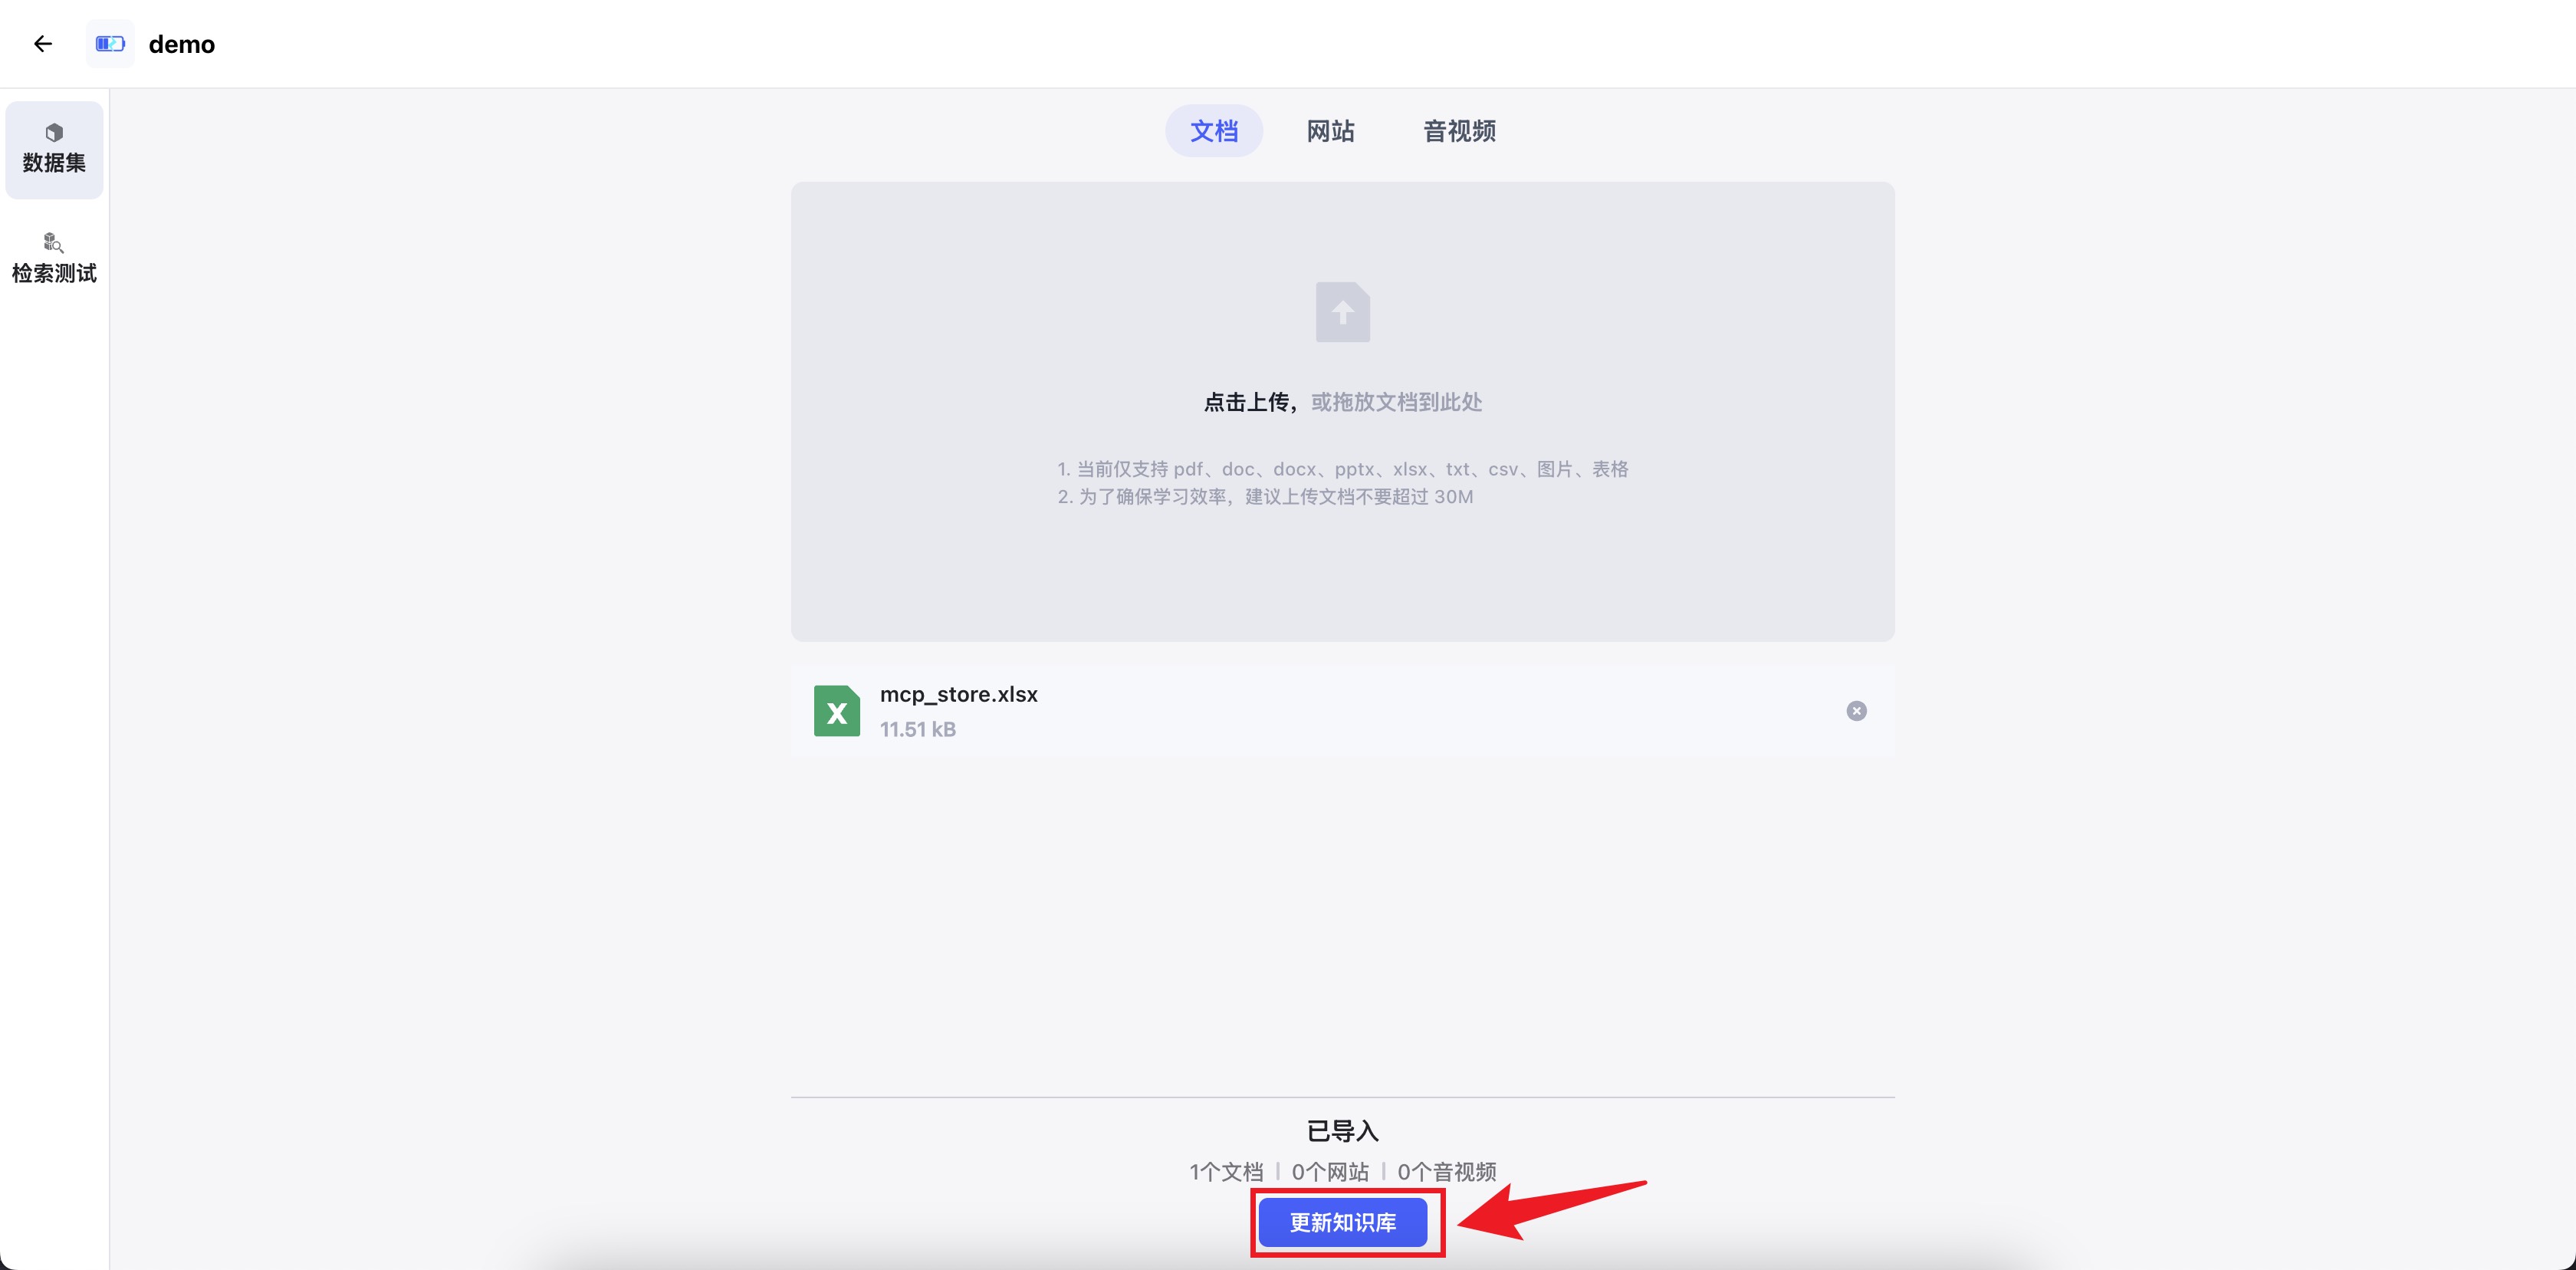 demo
数据集
检索测试
文档 网站 音视频
点击上传，或拖放文档到此处
1. 当前仅支持 pdf、doc、docx、pptx、xlsx、txt、csv、图片、表格
2. 为了确保学习效率，建议上传文档不要超过 30M
X
mcp_store.xlsx
11.51 kB
已导入
1个文档 | 0个网站 | 0个音视频
更新知识库